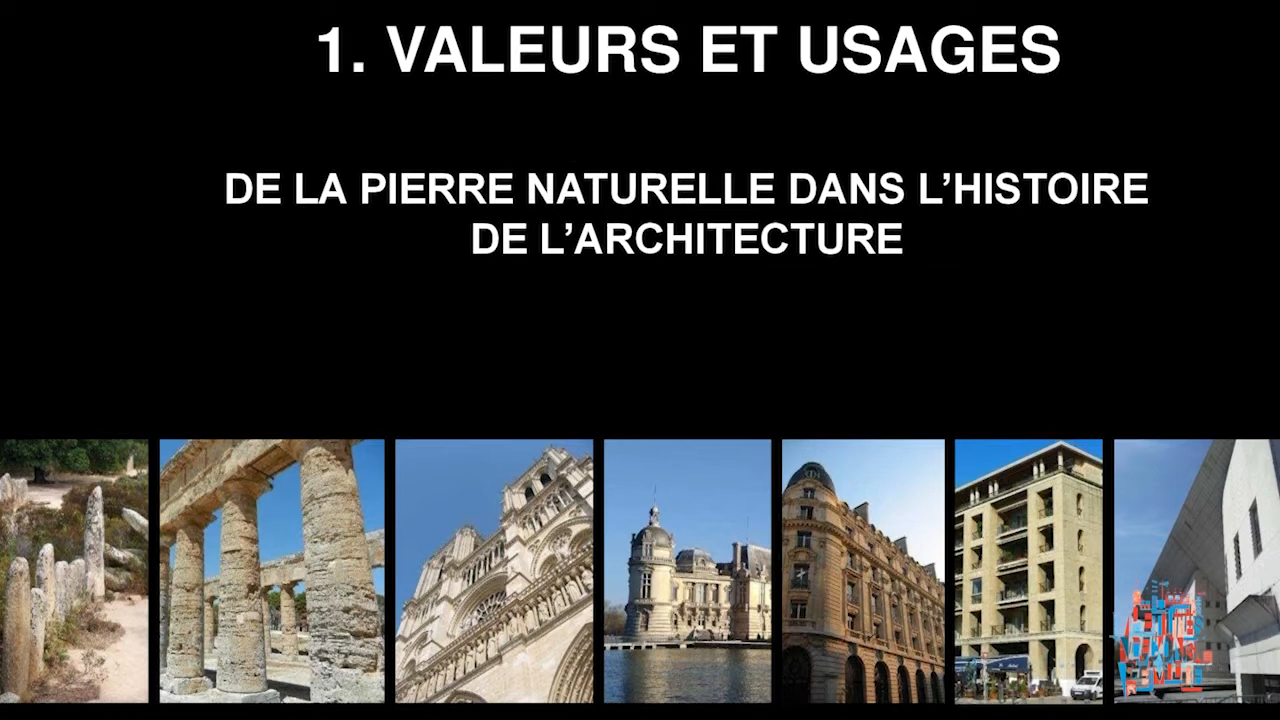 1. VALEURS ET USAGES
DE LA PIERRE NATURELLE DANS L’HISTOIRE
DE L’ARCHITECTURE